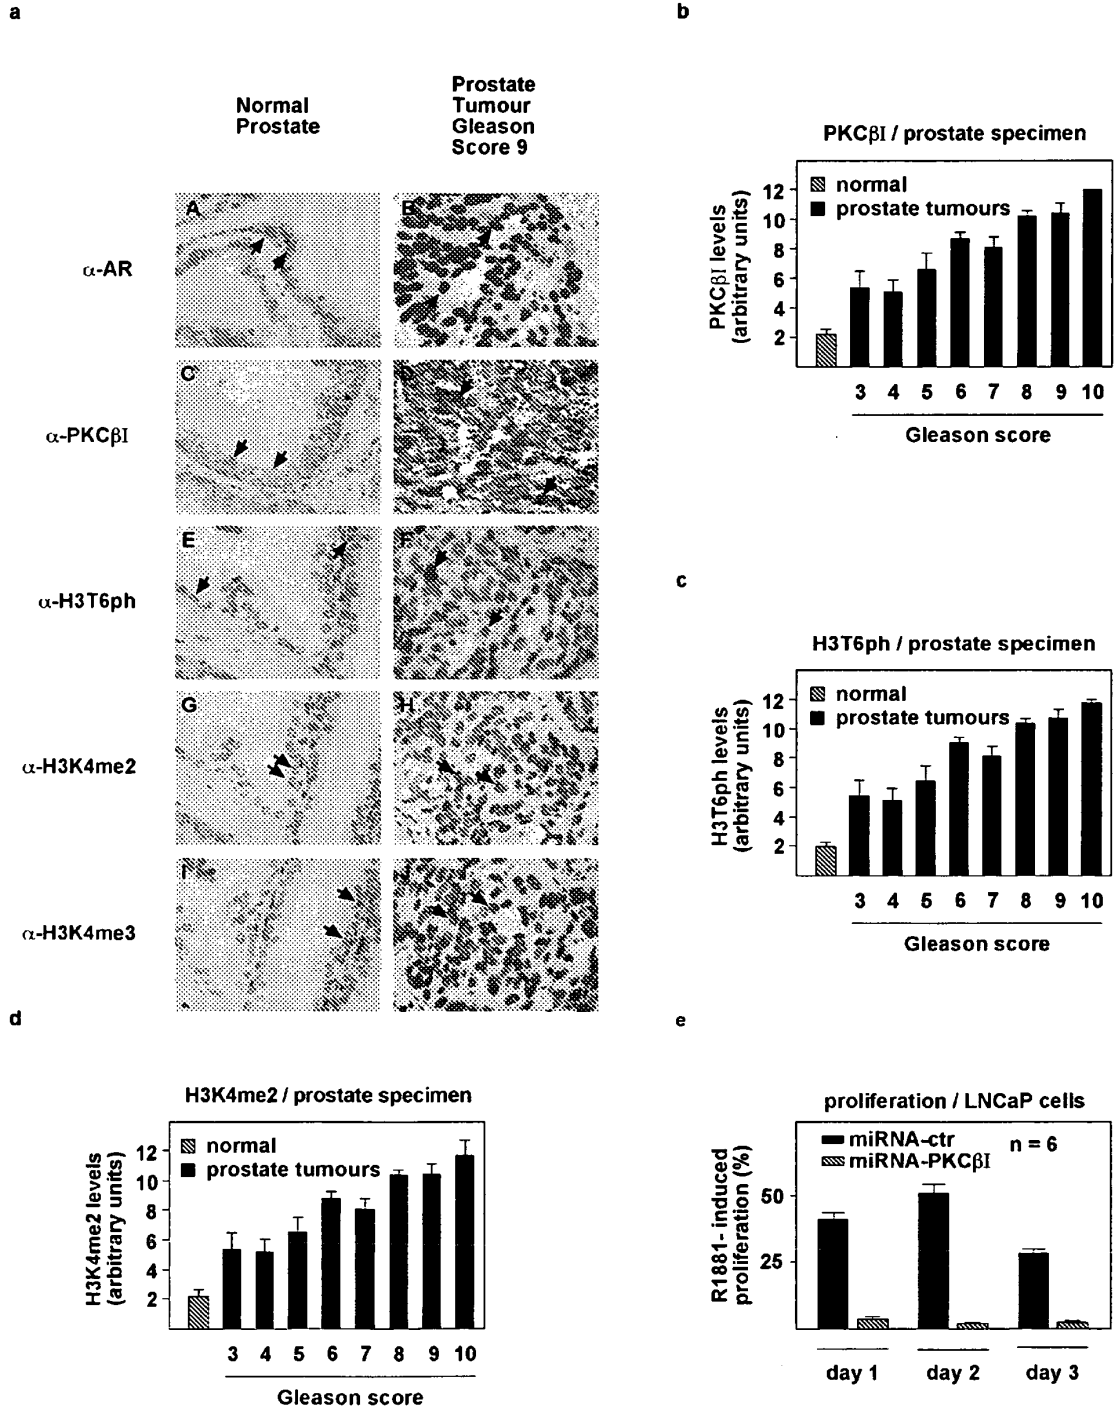 a
Normal
Prostate
Prostate
Tumour
Gleason
Score 9
α-AR
α-PKCβI
α-H3T6ph
α-H3K4me2
α-H3K4me3
A
B
C
D
E
F
G
H
I
J
b
PKCβI / prostate specimen
normal
prostate tumours
PKCβI levels
(arbitrary units)
12
10
8
6
4
2
3 4 5 6 7 8 9 10
Gleason score
c
H3T6ph / prostate specimen
normal
prostate tumours
H3T6ph levels
(arbitrary units)
12
10
8
6
4
2
3 4 5 6 7 8 9 10
Gleason score
d
H3K4me2 / prostate specimen
normal
prostate tumours
H3K4me2 levels
(arbitrary units)
12
10
8
6
4
2
3 4 5 6 7 8 9 10
Gleason score
e
proliferation / LNCaP cells
miRNA-ctr
miRNA-PKCβI
n = 6
R1881- induced
proliferation (%)
50
25
day 1 day 2 day 3